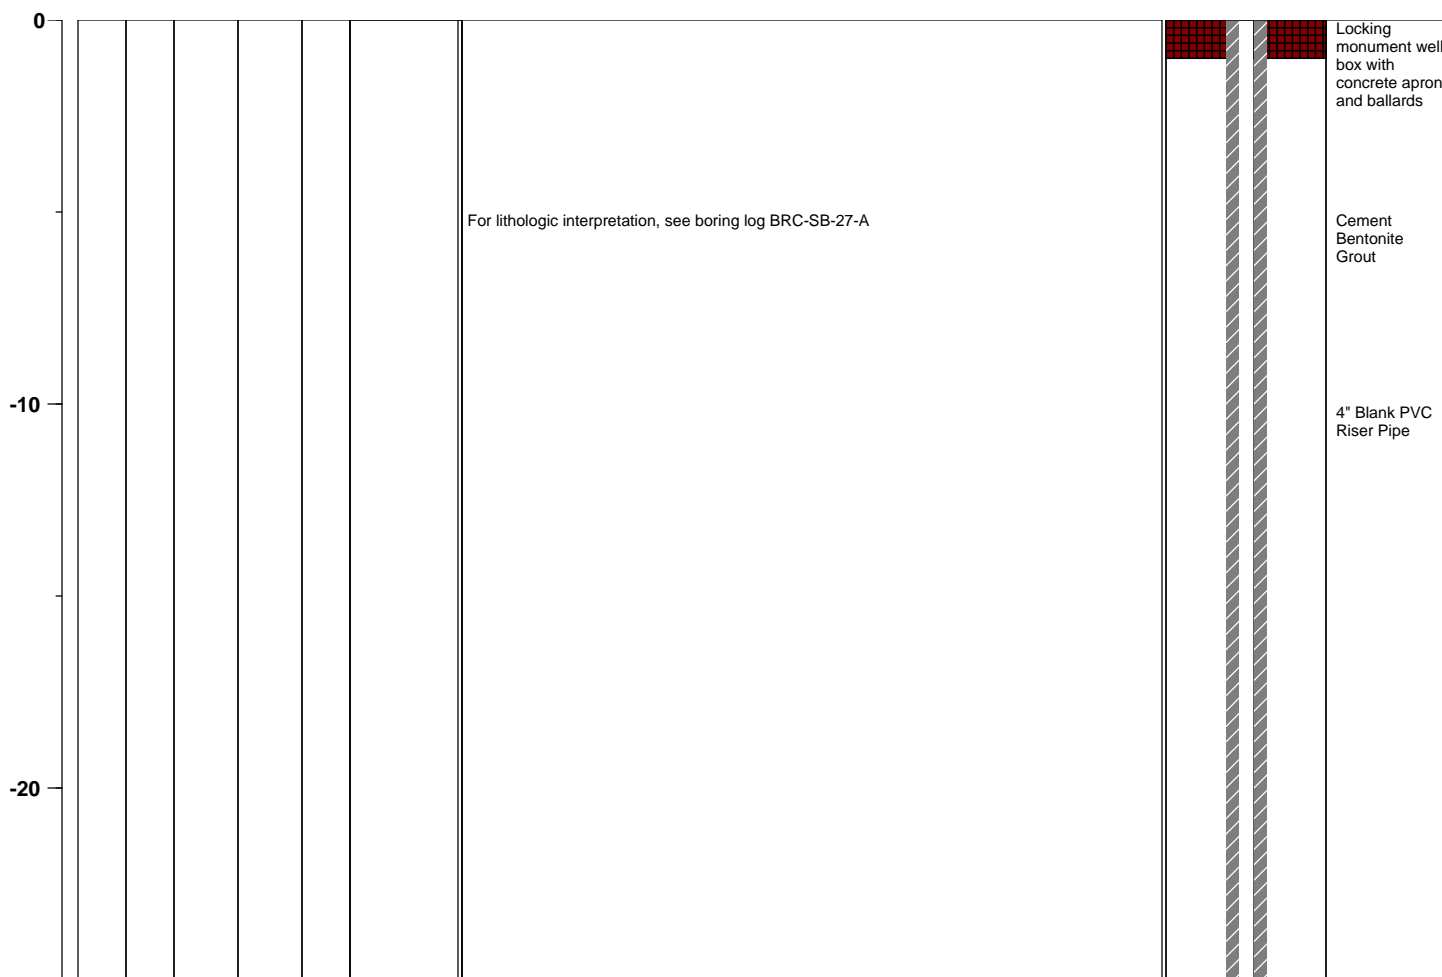 0
Locking
monument well
box with
concrete apron
and ballards
For lithologic interpretation, see boring log BRC-SB-27-A
Cement
Bentonite
Grout
-10
4" Blank PVC
Riser Pipe
-20